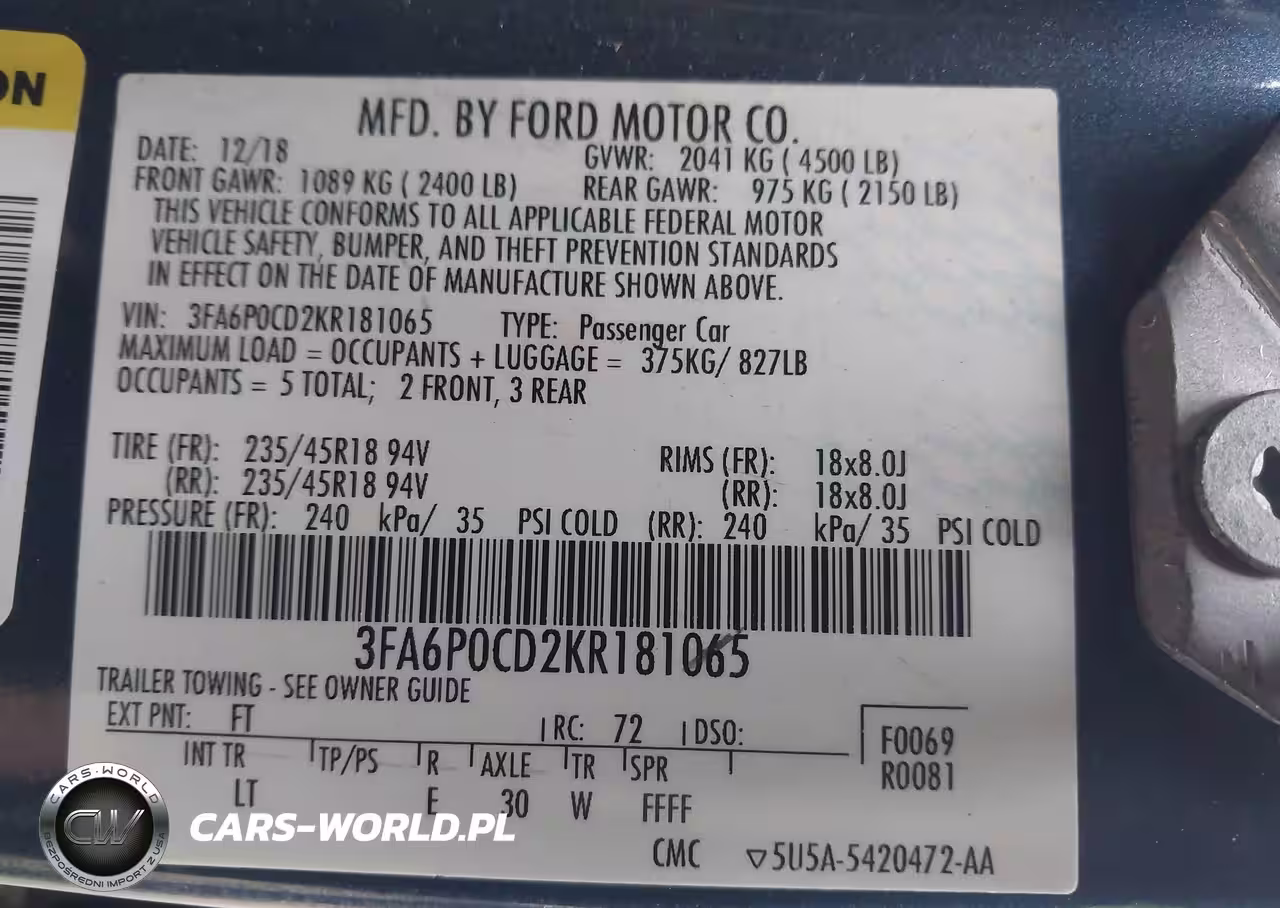 ON
MFD. BY FORD MOTOR CO.
DATE: 12/18 GVWR: 2041 KG ( 4500 LB)
FRONT GAWR: 1089 KG ( 2400 LB) REAR GAWR: 975 KG ( 2150 LB)
THIS VEHICLE CONFORMS TO ALL APPLICABLE FEDERAL MOTOR
VEHICLE SAFETY, BUMPER, AND THEFT PREVENTION STANDARDS
IN EFFECT ON THE DATE OF MANUFACTURE SHOWN ABOVE.
VIN: 3FA6P0CD2KR181065 TYPE: Passenger Car
MAXIMUM LOAD = OCCUPANTS + LUGGAGE = 375KG/ 827LB
OCCUPANTS = 5 TOTAL; 2 FRONT, 3 REAR
TIRE (FR): 235/45R18 94V RIMS (FR): 18x8.0J
(RR): 235/45R18 94V (RR): 18x8.0J
PRESSURE (FR): 240 kPa/ 35 PSI COLD (RR): 240 kPa/ 35 PSI COLD
3FA6P0CD2KR181065
TRAILER TOWING - SEE OWNER GUIDE
EXT PNT: FT RC: 72 DSO: F0069
INT TR TP/PS R AXLE TR SPR R0081
LT E 30 W FFFF
CMC ▽5U5A-5420472-AA
CARS-WORLD
CW
BEZPOŚREDNI IMPORT Z USA
CARS-WORLD.PL